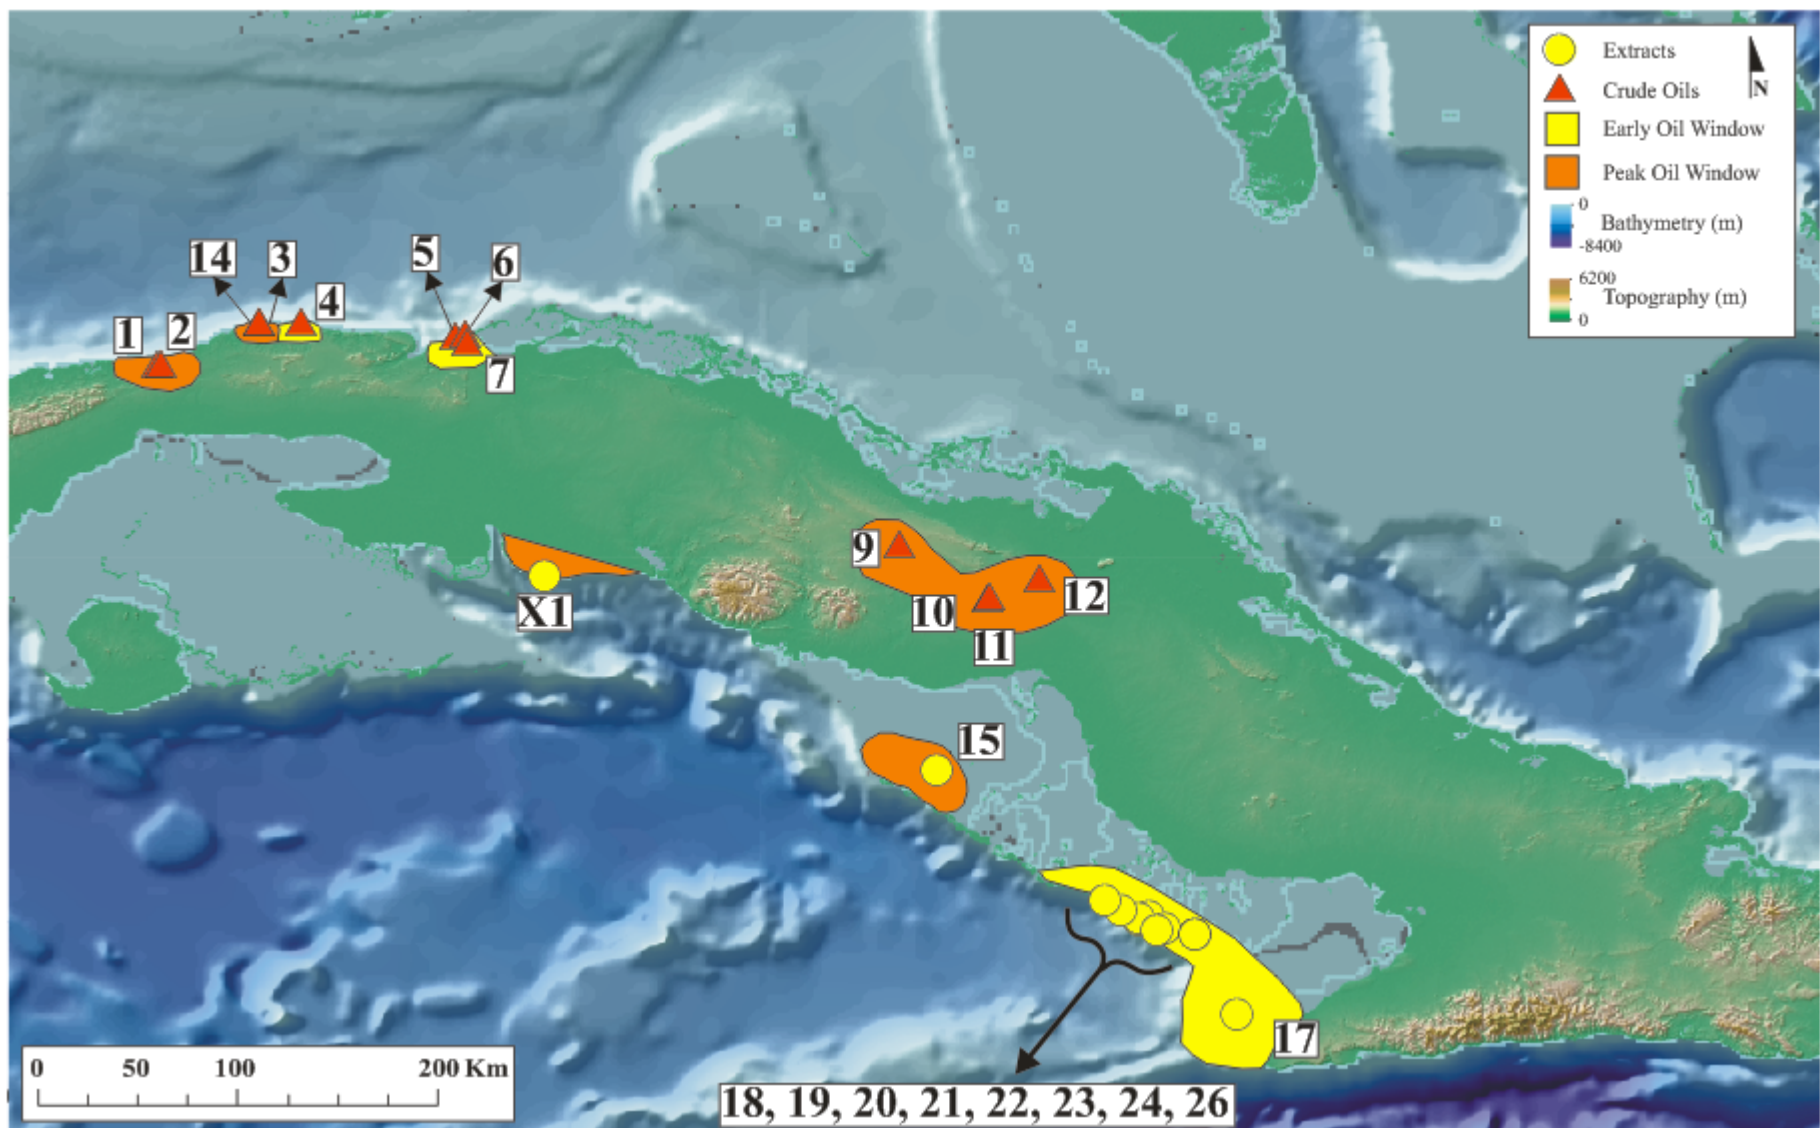 Extracts
Crude Oils
N
Early Oil Window
Peak Oil Window
0
Bathymetry (m)
-8400
6200
Topography (m)
0
14
3
5
6
4
1
2
7
9
12
X1
10
11
15
17
0 50 100 200 Km
18, 19, 20, 21, 22, 23, 24, 26